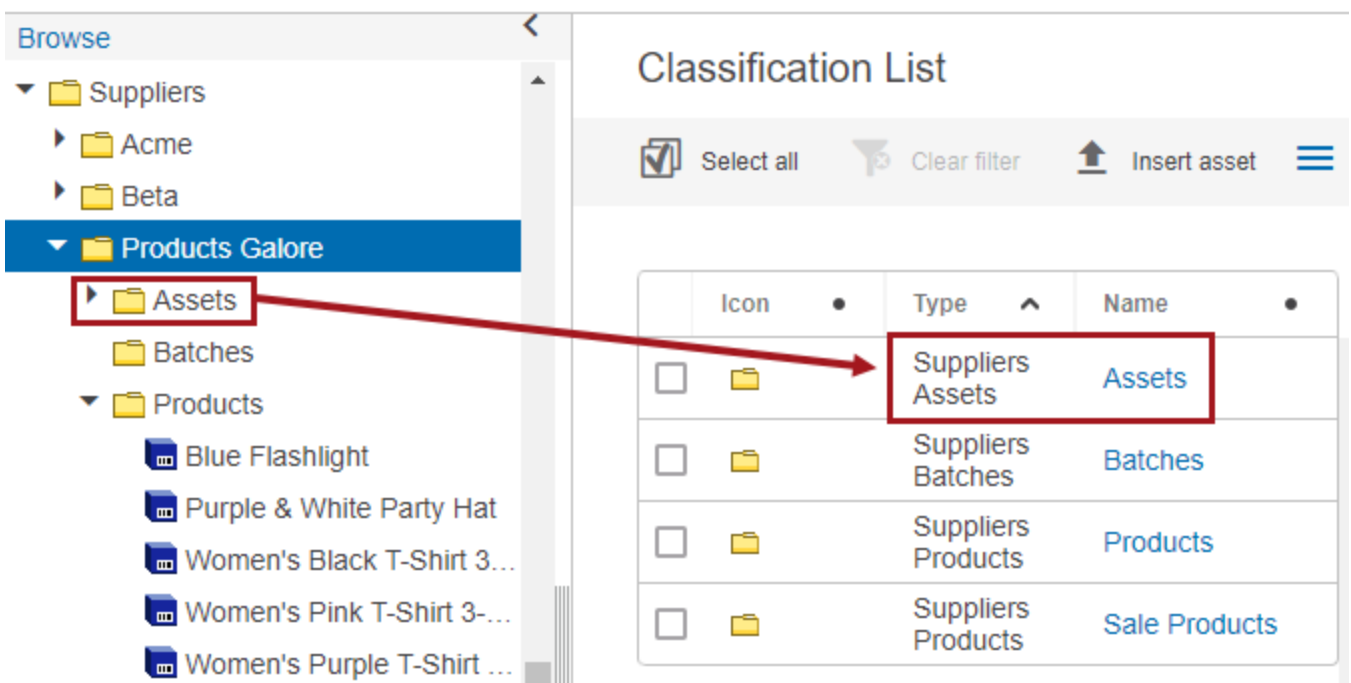 Browse
Suppliers
Acme
Beta
Products Galore
Assets
Batches
Products
Blue Flashlight
Purple & White Party Hat
Women's Black T-Shirt 3...
Women's Pink T-Shirt 3-...
Women's Purple T-Shirt ...
Classification List
Select all Clear filter Insert asset
Icon Type Name
Suppliers
Assets
Assets
Suppliers
Batches
Batches
Suppliers
Products
Products
Suppliers
Products
Sale Products